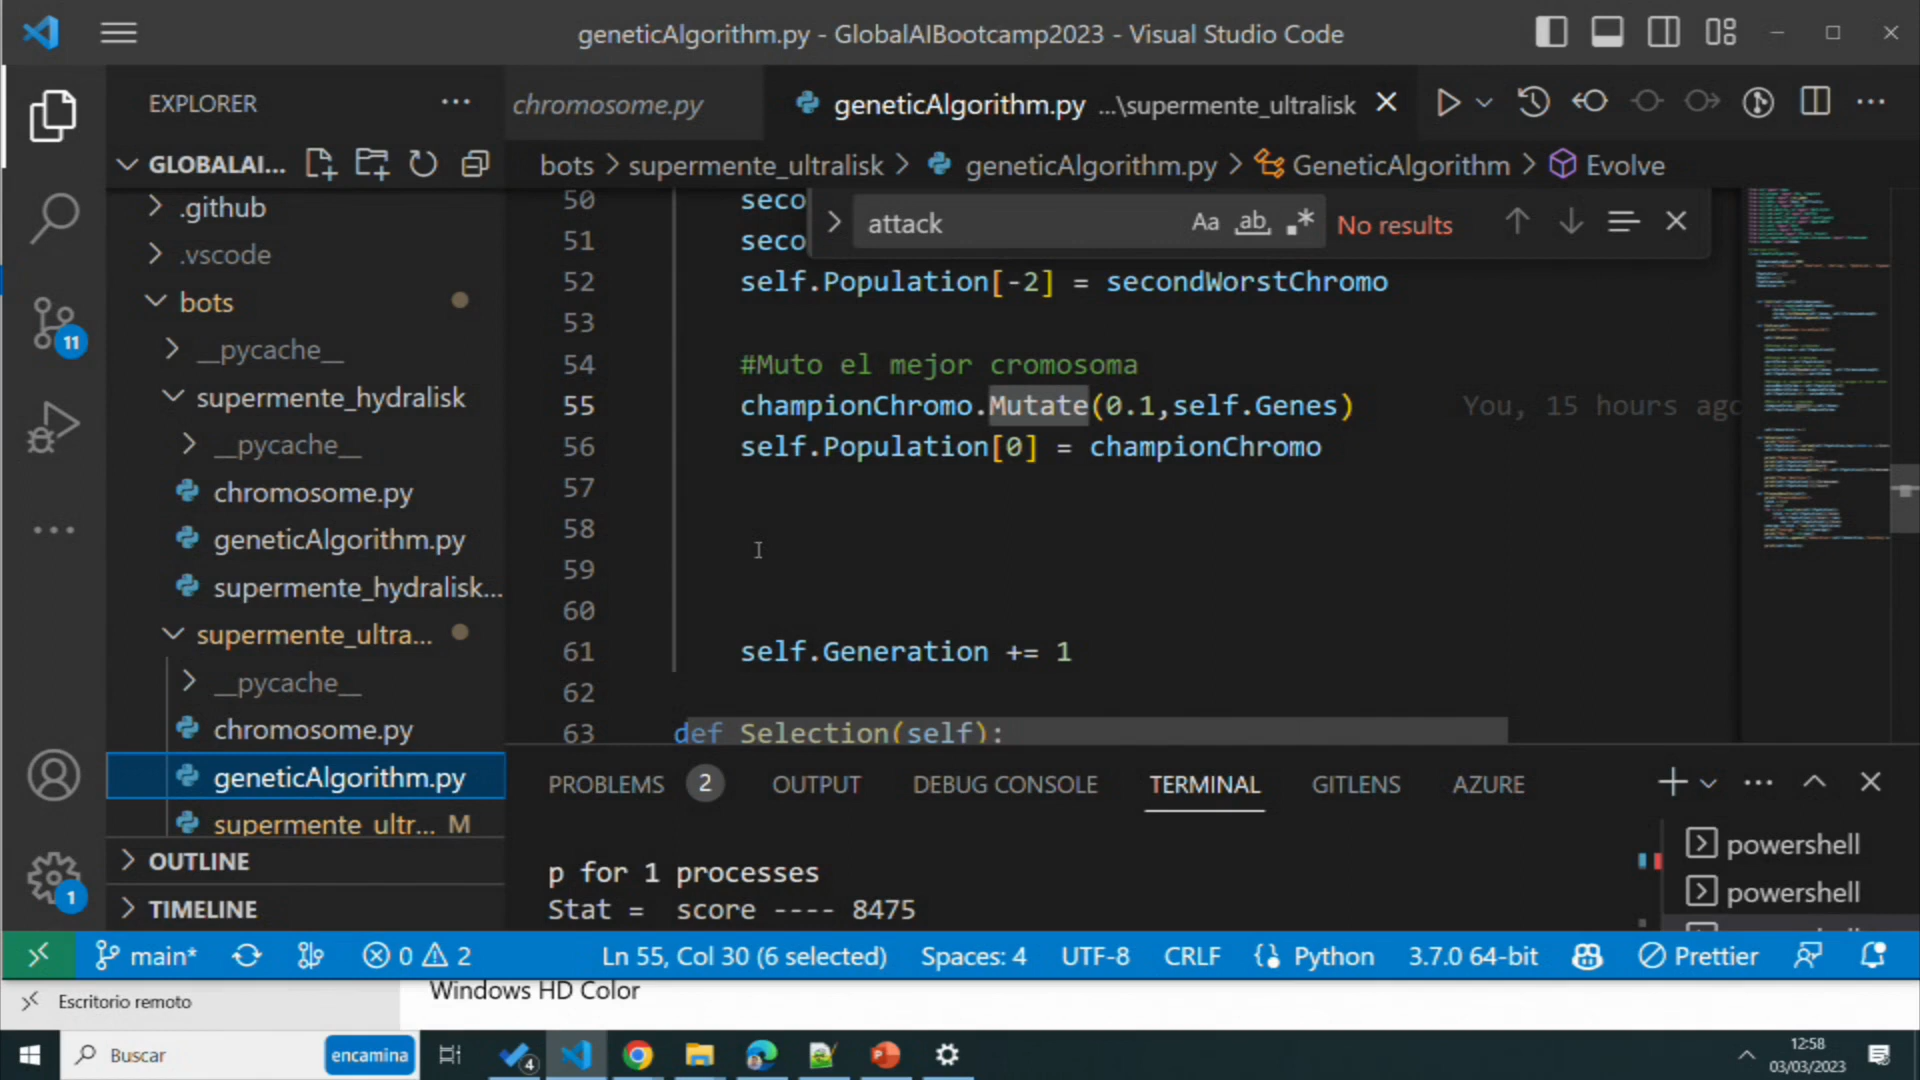 geneticAlgorithm.py - GlobalAIBootcamp2023 - Visual Studio Code
EXPLORER
chromosome.py
geneticAlgorithm.py ...\supermente_ultralisk
GLOBALAI...
bots > supermente_ultralisk > geneticAlgorithm.py > GeneticAlgorithm > Evolve
.github
.vscode
bots
__pycache__
supermente_hydralisk
__pycache__
chromosome.py
geneticAlgorithm.py
supermente_hydralisk...
supermente_ultra...
__pycache__
chromosome.py
geneticAlgorithm.py
supermente_ultr... M
OUTLINE
TIMELINE
11
1
attack
Aa ab .* No results
50 seco
51 seco
52 self.Population[-2] = secondWorstChromo
53
54 #Muto el mejor cromosoma
55 championChromo.Mutate(0.1,self.Genes) You, 15 hours ago
56 self.Population[0] = championChromo
57
58
59
60
61 self.Generation += 1
62
63 def Selection(self):
PROBLEMS 2 OUTPUT DEBUG CONSOLE TERMINAL GITLENS AZURE
p for 1 processes
Stat = score ---- 8475
powershell
powershell
main* 0 2 Ln 55, Col 30 (6 selected) Spaces: 4 UTF-8 CRLF Python 3.7.0 64-bit Prettier
Escritorio remoto
Windows HD Color
Buscar
encamina
4
12:58
03/03/2023